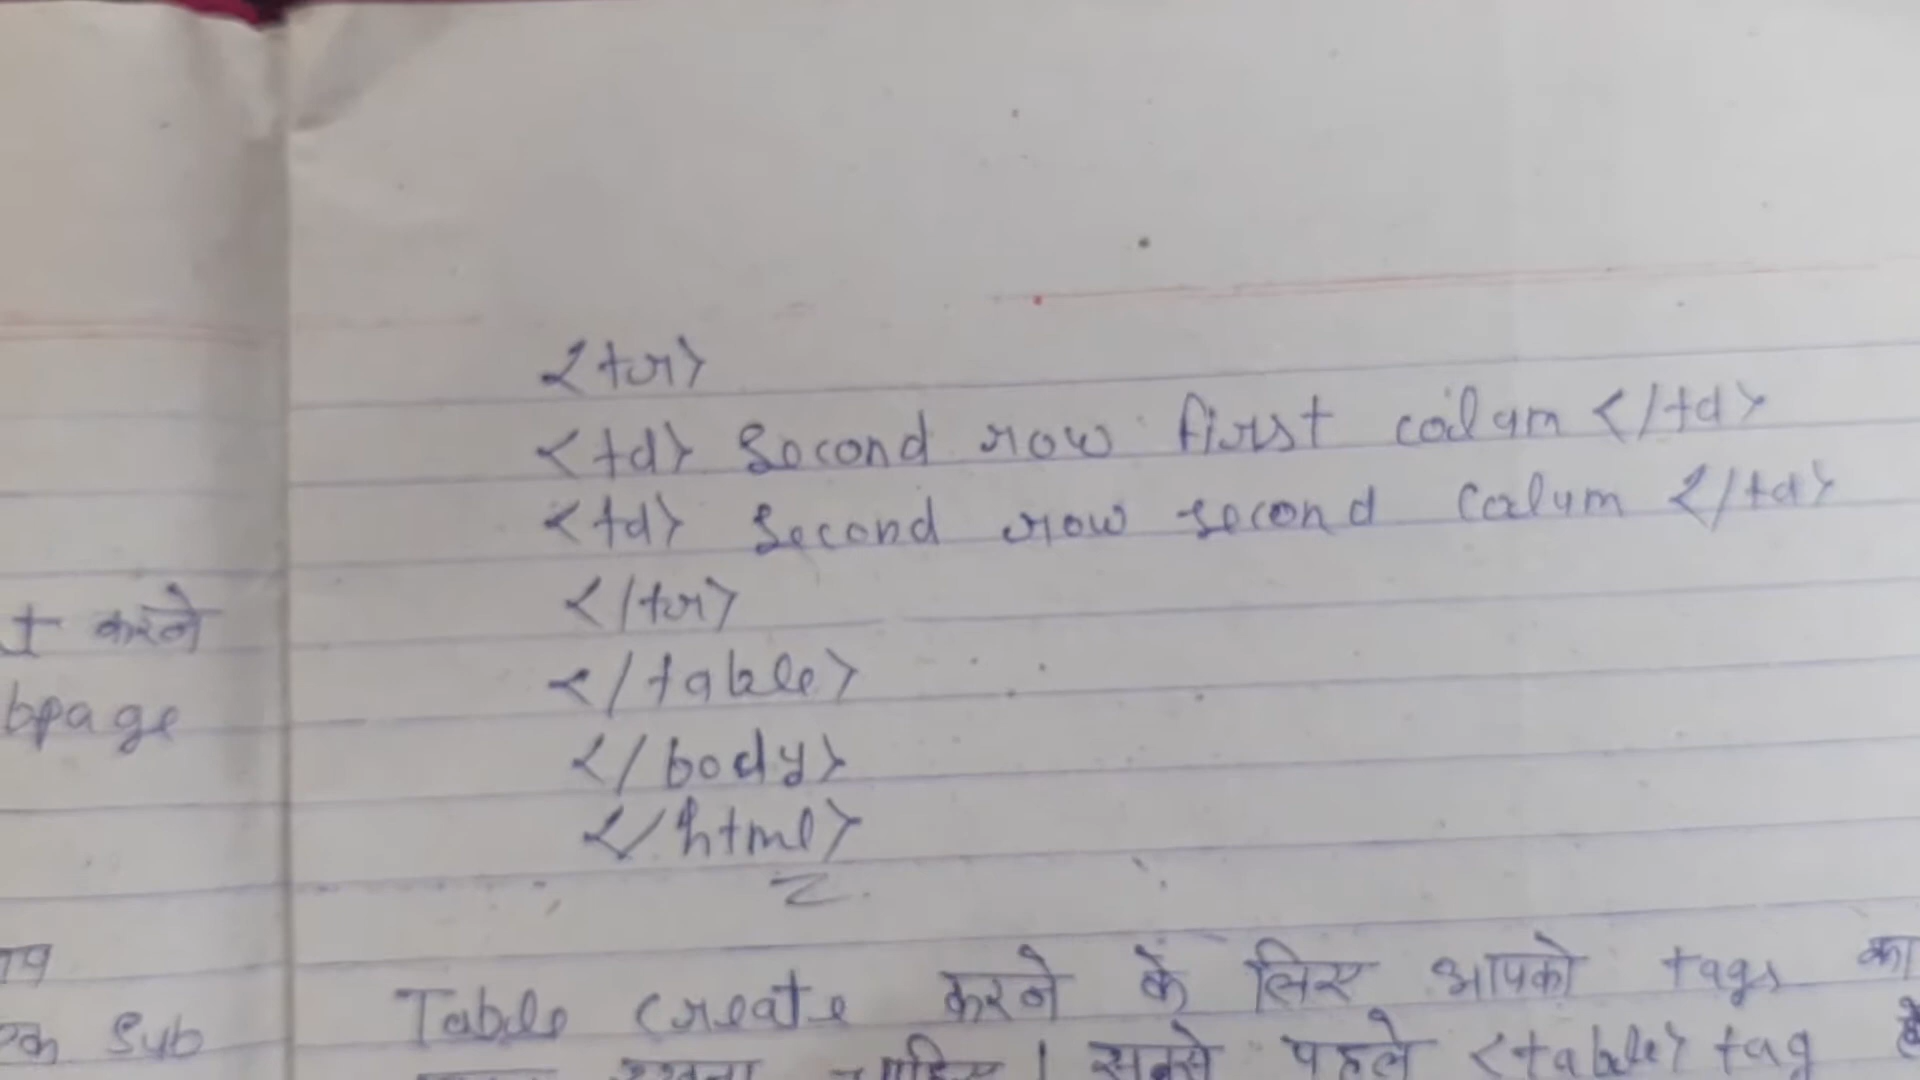 <tr>
<td> Second row first colum </td>
<td> Second row second Colum </td>
</tr>
</table>
</body>
</html>
Table create करने के लिए आपको tags का
सबसे पहले <table> tag
करने
bpage
एक Sub